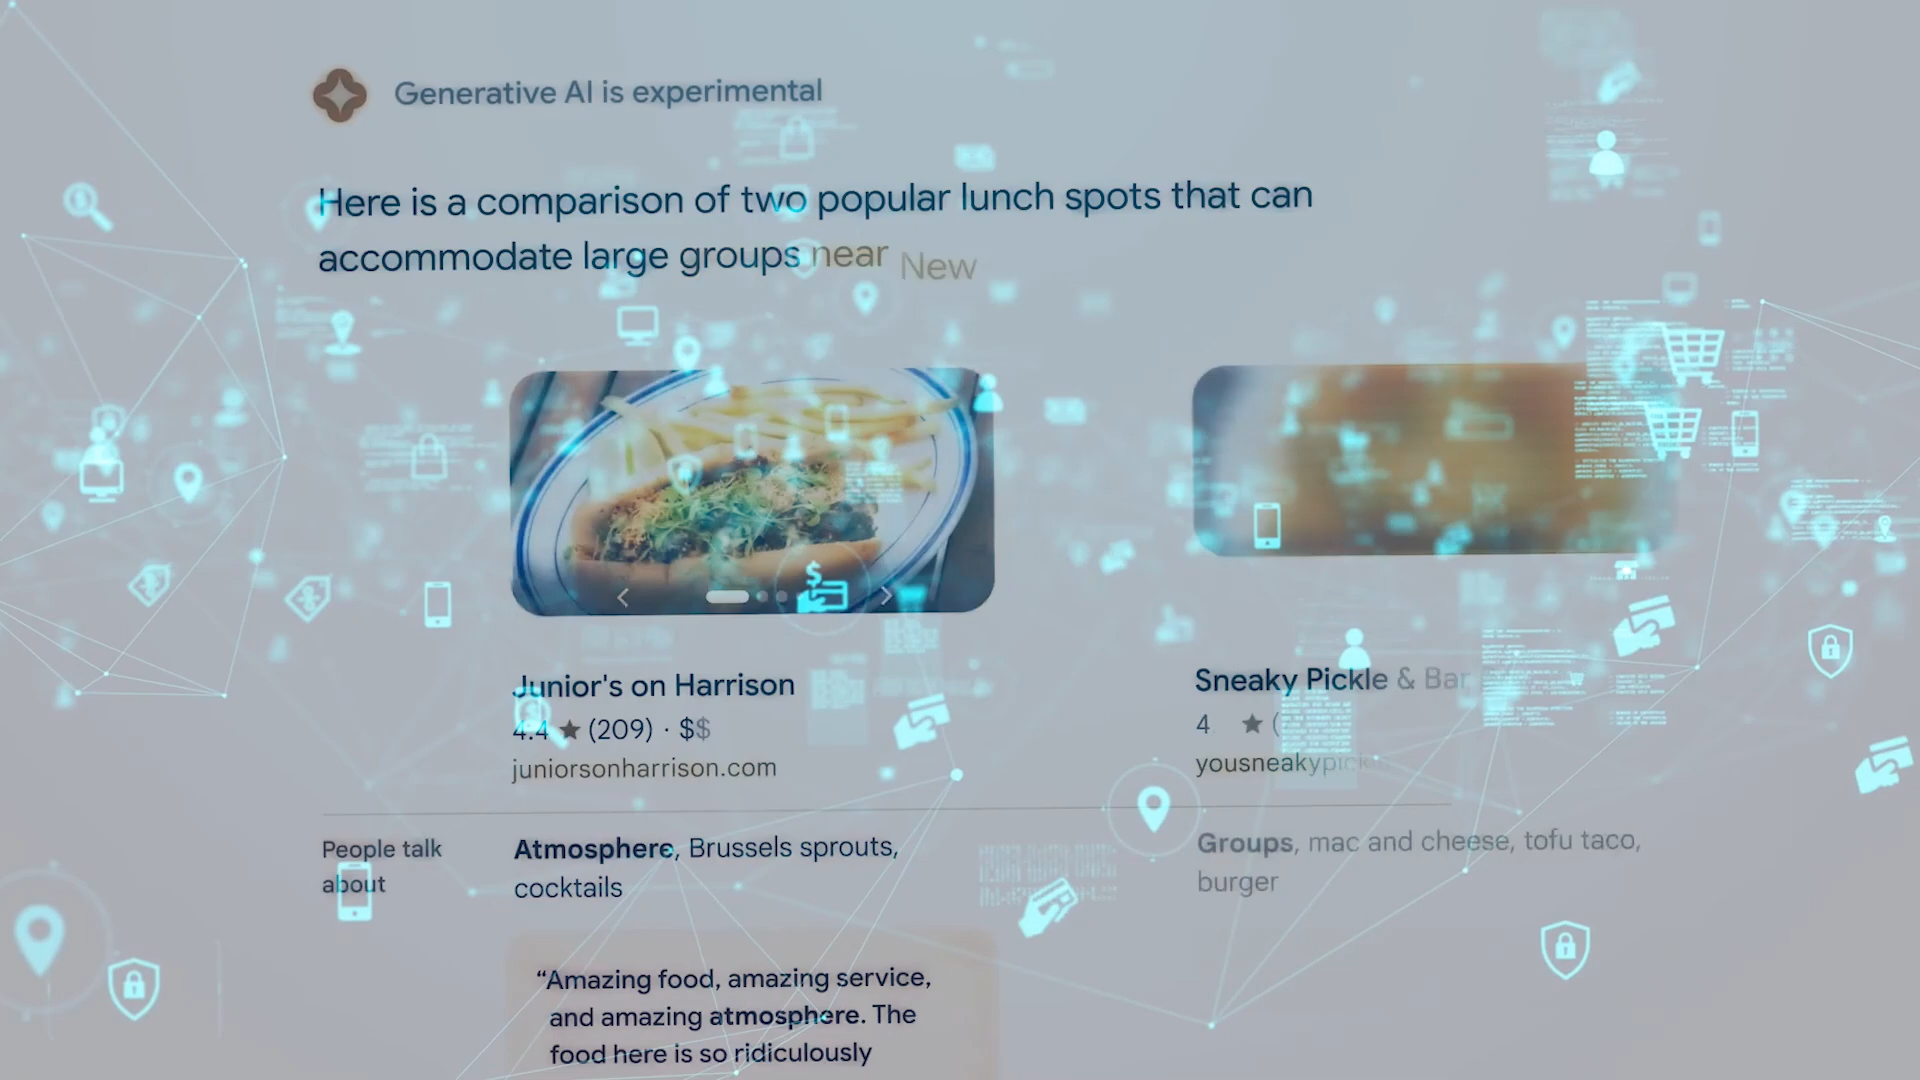 Generative AI is experimental
Here is a comparison of two popular lunch spots that can
accommodate large groups near New
Junior's on Harrison
4.4 ★ (209) · $$
juniorsonharrison.com
Sneaky Pickle & Bar
4 ★ (
yousneakypick
People talk
about
Atmosphere, Brussels sprouts,
cocktails
Groups, mac and cheese, tofu taco,
burger
“Amazing food, amazing service,
and amazing atmosphere. The
food here is so ridiculously